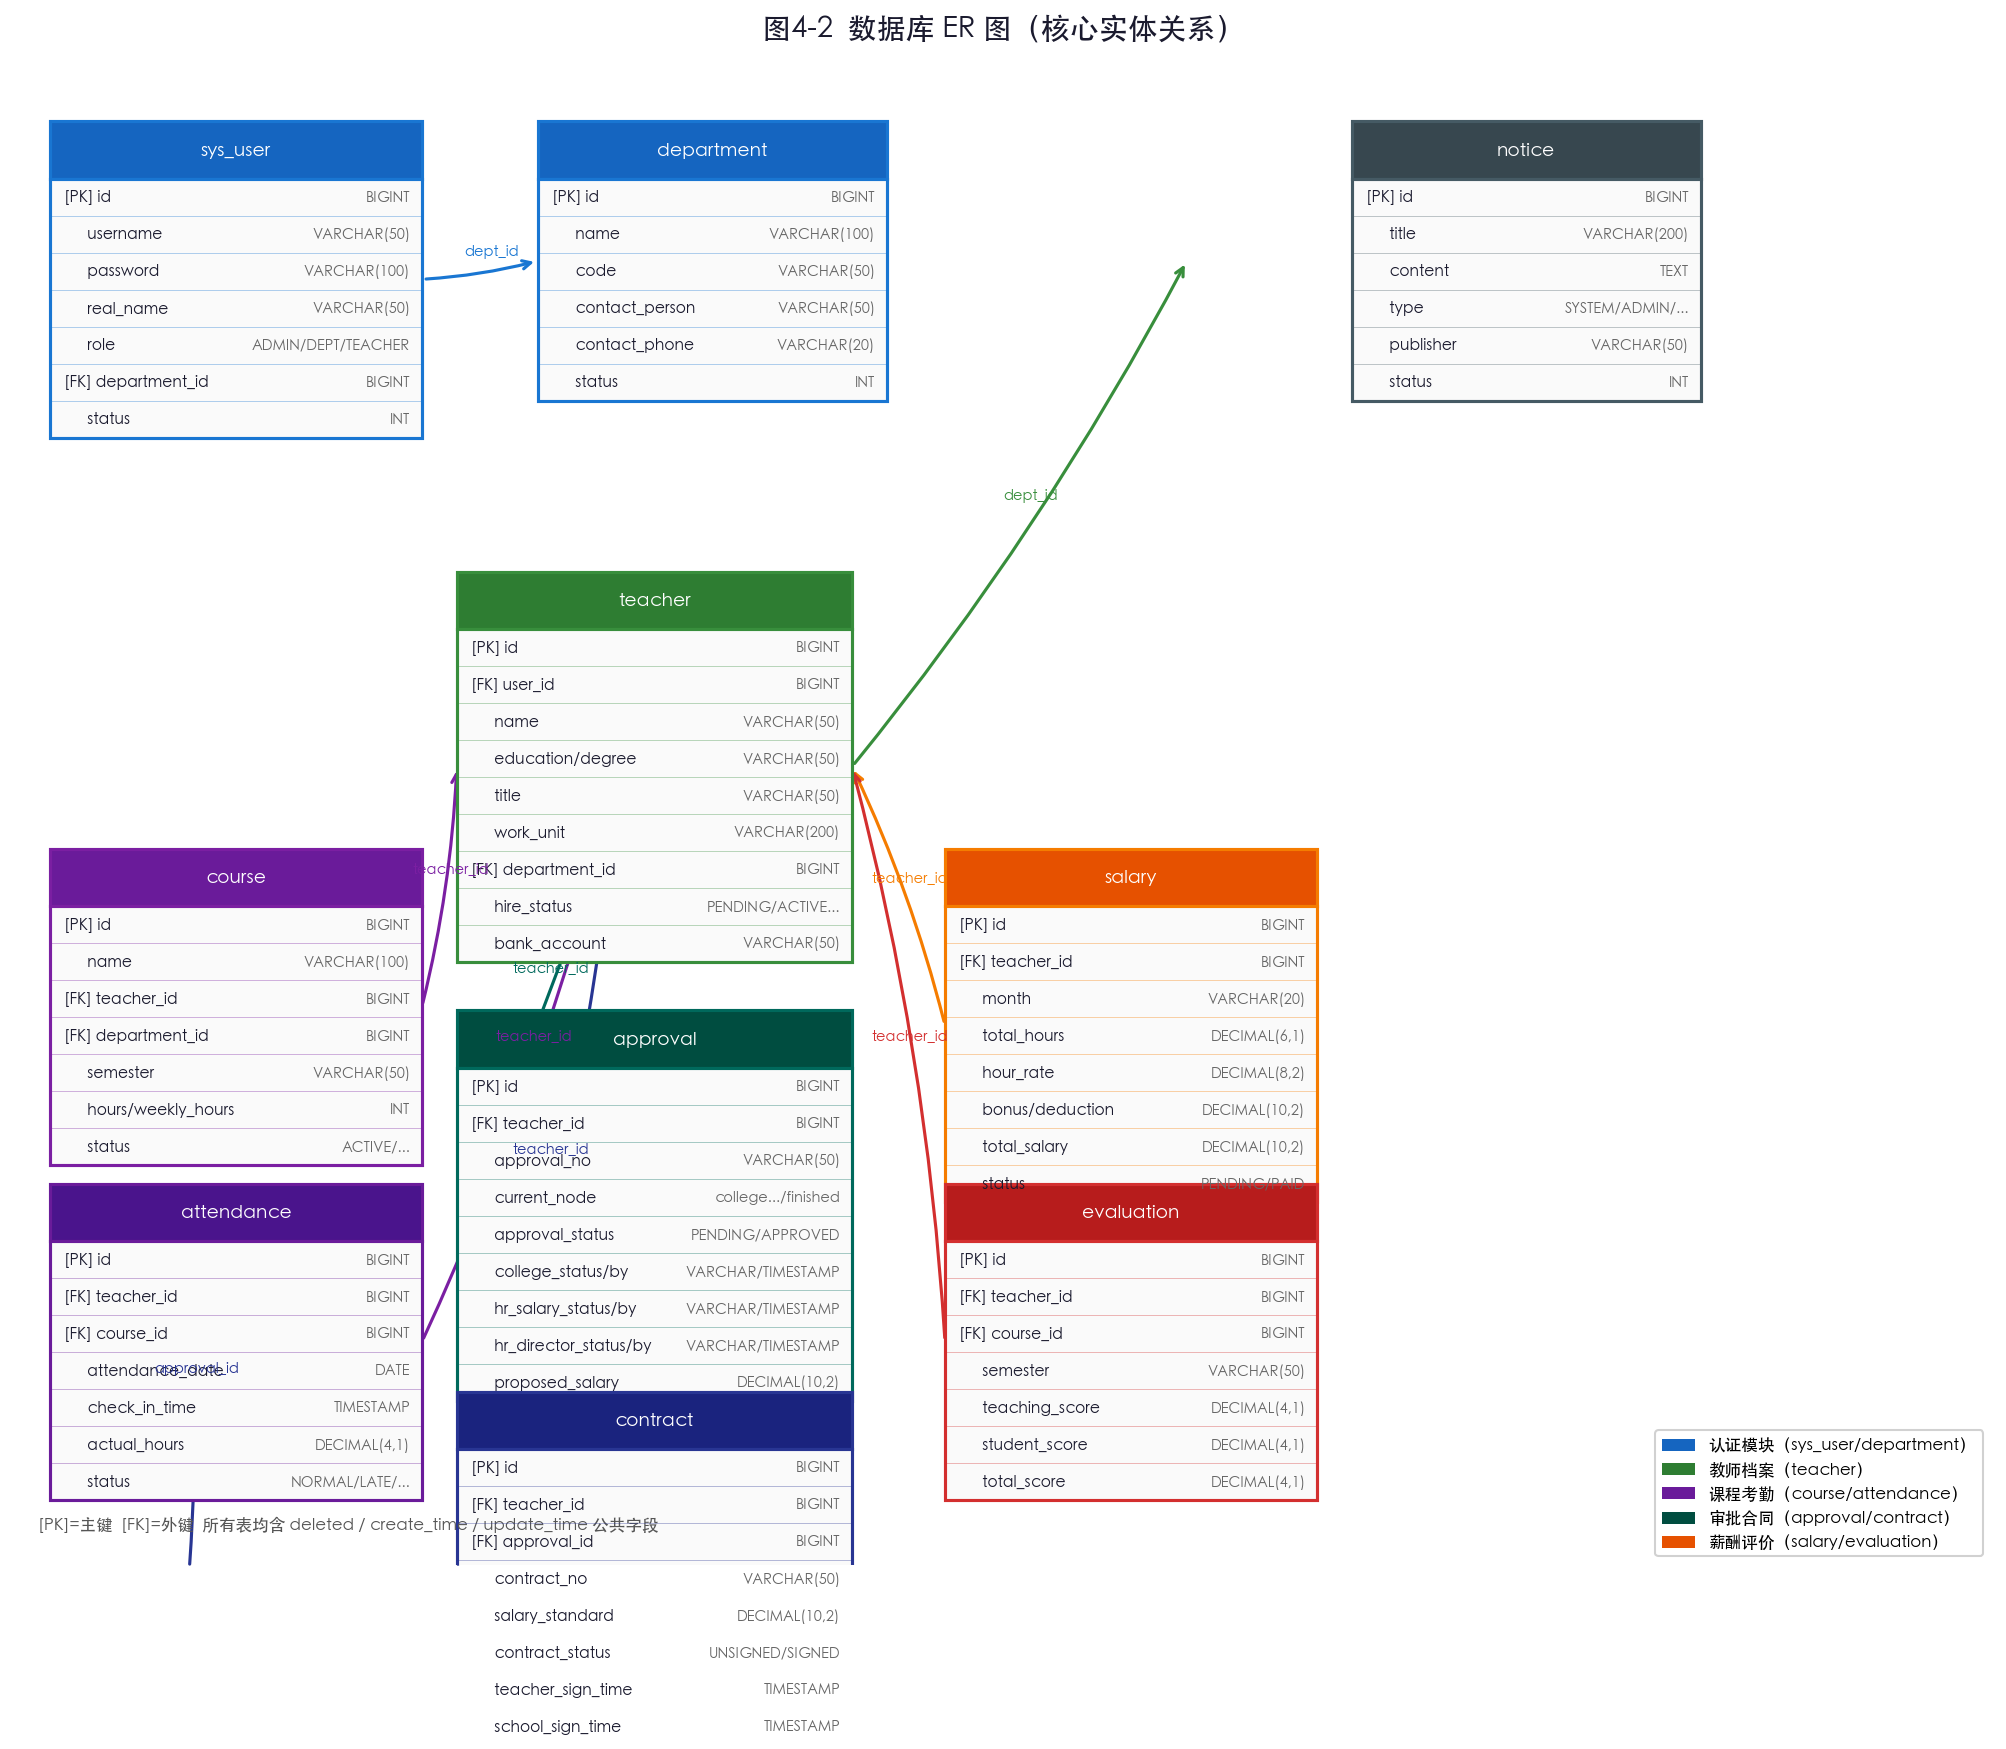 图4-2 数据库 ER 图（核心实体关系）
sys_user
[PK] id BIGINT
username VARCHAR(50)
password VARCHAR(100)
real_name VARCHAR(50)
role ADMIN/DEPT/TEACHER
[FK] department_id BIGINT
status INT
dept_id
department
[PK] id BIGINT
name VARCHAR(100)
code VARCHAR(50)
contact_person VARCHAR(50)
contact_phone VARCHAR(20)
status INT
notice
[PK] id BIGINT
title VARCHAR(200)
content TEXT
type SYSTEM/ADMIN/...
publisher VARCHAR(50)
status INT
dept_id
teacher
[PK] id BIGINT
[FK] user_id BIGINT
name VARCHAR(50)
education/degree VARCHAR(50)
title VARCHAR(50)
work_unit VARCHAR(200)
[FK] department_id BIGINT
hire_status PENDING/ACTIVE...
bank_account VARCHAR(50)
teacher_id
teacher_id
teacher_id
teacher_id
course
[PK] id BIGINT
name VARCHAR(100)
[FK] teacher_id BIGINT
[FK] department_id BIGINT
semester VARCHAR(50)
hours/weekly_hours INT
status ACTIVE/...
teacher_id
approval
[PK] id BIGINT
[FK] teacher_id BIGINT
teacher_id
approval_no VARCHAR(50)
current_node college.../finished
approval_status PENDING/APPROVED
college_status/by VARCHAR/TIMESTAMP
hr_salary_status/by VARCHAR/TIMESTAMP
hr_director_status/by VARCHAR/TIMESTAMP
proposed_salary DECIMAL(10,2)
salary
[PK] id BIGINT
[FK] teacher_id BIGINT
month VARCHAR(20)
total_hours DECIMAL(6,1)
hour_rate DECIMAL(8,2)
bonus/deduction DECIMAL(10,2)
total_salary DECIMAL(10,2)
status PENDING/PAID
attendance
[PK] id BIGINT
[FK] teacher_id BIGINT
[FK] course_id BIGINT
attendance_date DATE
approval_id
check_in_time TIMESTAMP
actual_hours DECIMAL(4,1)
status NORMAL/LATE/...
contract
[PK] id BIGINT
[FK] teacher_id BIGINT
[FK] approval_id BIGINT
contract_no VARCHAR(50)
salary_standard DECIMAL(10,2)
contract_status UNSIGNED/SIGNED
teacher_sign_time TIMESTAMP
school_sign_time TIMESTAMP
evaluation
[PK] id BIGINT
[FK] teacher_id BIGINT
[FK] course_id BIGINT
semester VARCHAR(50)
teaching_score DECIMAL(4,1)
student_score DECIMAL(4,1)
total_score DECIMAL(4,1)
认证模块（sys_user/department）
教师档案（teacher）
课程考勤（course/attendance）
审批合同（approval/contract）
薪酬评价（salary/evaluation）
[PK]=主键 [FK]=外键 所有表均含 deleted / create_time / update_time 公共字段